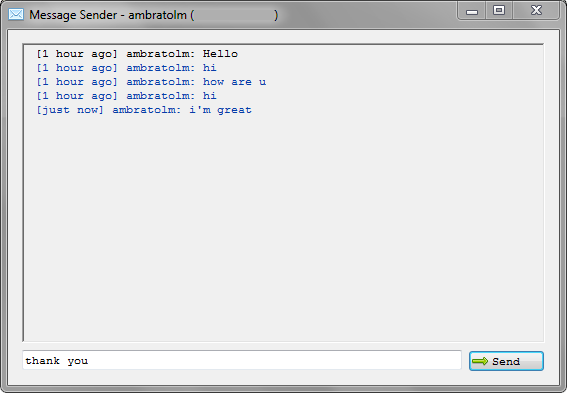 Message Sender - ambratolm ( )
[1 hour ago] ambratolm: Hello
[1 hour ago] ambratolm: hi
[1 hour ago] ambratolm: how are u
[1 hour ago] ambratolm: hi
[just now] ambratolm: i'm great
thank you
Send